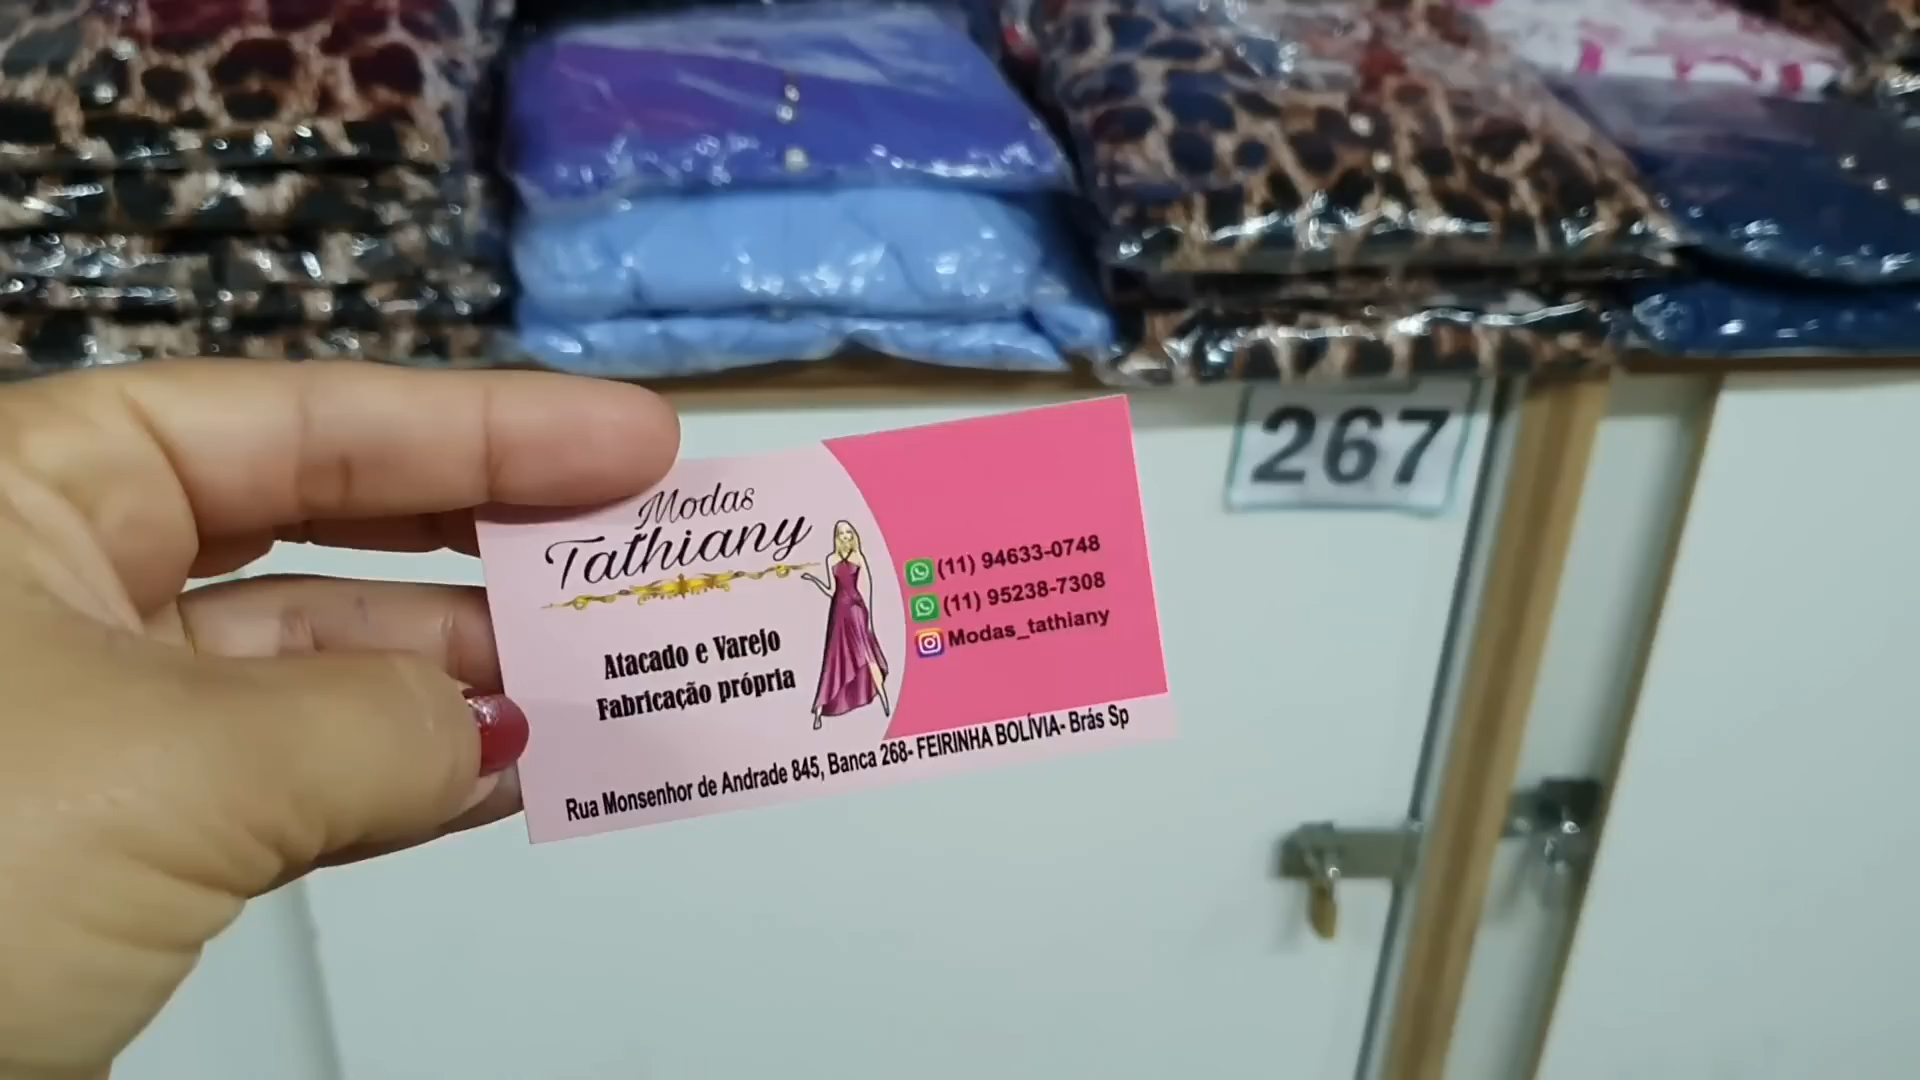 267
Modas
Tathiany
Atacado e Varejo
Fabricação própria
(11) 94633-0748
(11) 95238-7308
Modas_tathiany
Rua Monsenhor de Andrade 845, Banca 268- FEIRINHA BOLÍVIA- Brás Sp